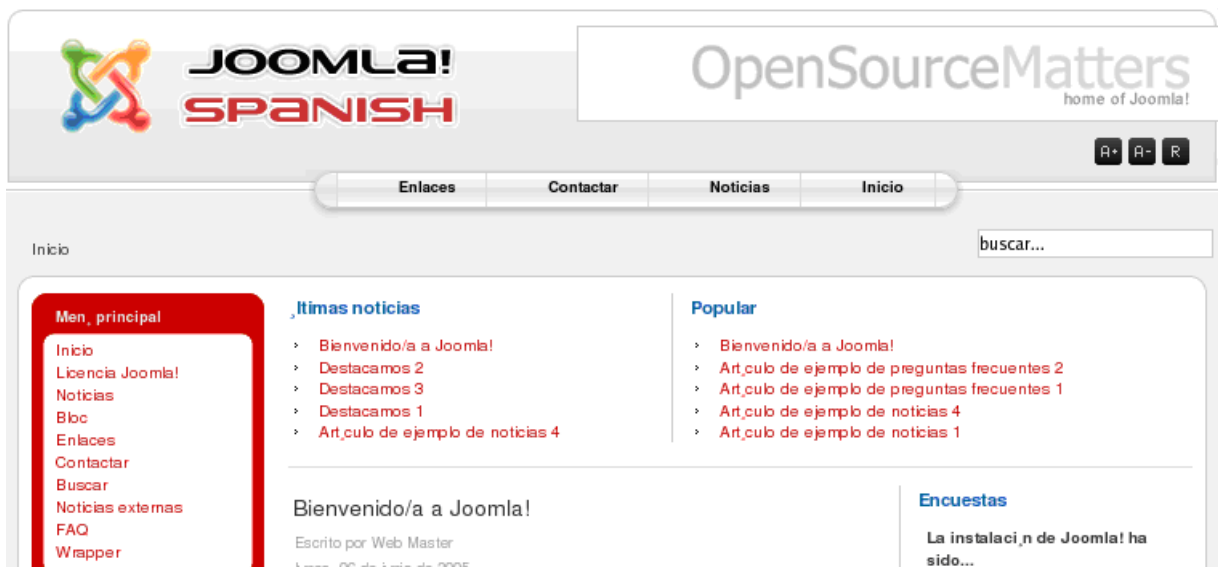 JOOMLA!
SPANISH
OpenSourceMatters
home of Joomla!
A+ A- R
Enlaces Contactar Noticias Inicio
Inicio
buscar...
Men¸ principal
Inicio
Licencia Joomla!
Noticias
Bloc
Enlaces
Contactar
Buscar
Noticias externas
FAQ
Wrapper
¸ltimas noticias
Bienvenido/a a Joomla!
Destacamos 2
Destacamos 3
Destacamos 1
Art¸culo de ejemplo de noticias 4
Popular
Bienvenido/a a Joomla!
Art¸culo de ejemplo de preguntas frecuentes 2
Art¸culo de ejemplo de preguntas frecuentes 1
Art¸culo de ejemplo de noticias 4
Art¸culo de ejemplo de noticias 1
Bienvenido/a a Joomla!
Escrito por Web Master
Encuestas
La instalaci¸n de Joomla! ha
sido...